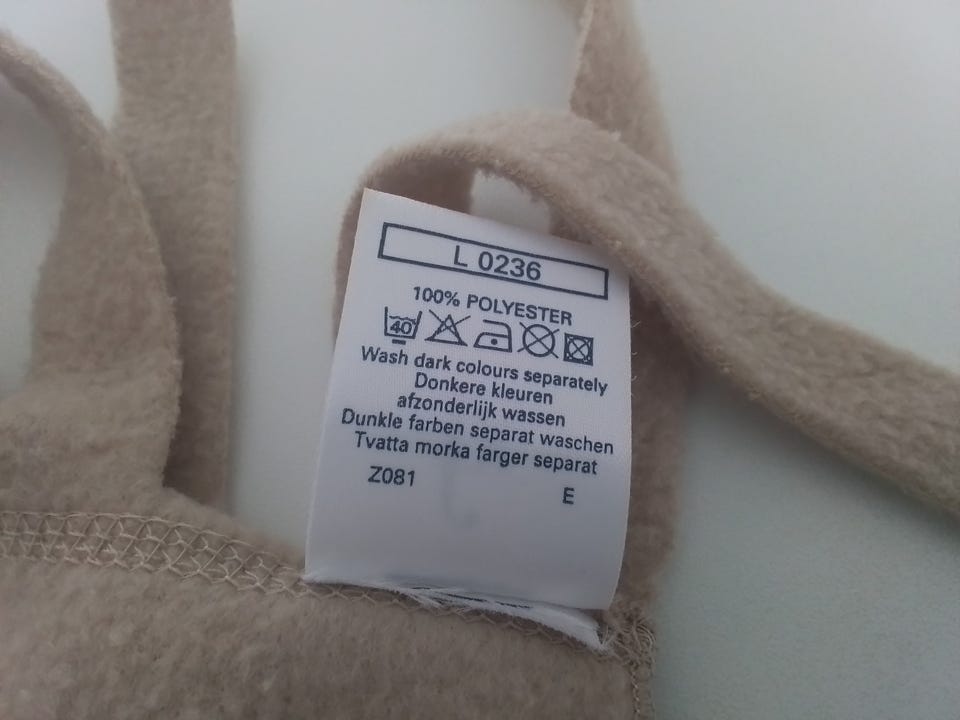 L 0236
100% POLYESTER
40
Wash dark colours separately
Donkere kleuren
afzonderlijk wassen
Dunkle farben separat waschen
Tvatta morka farger separat
Z081 E